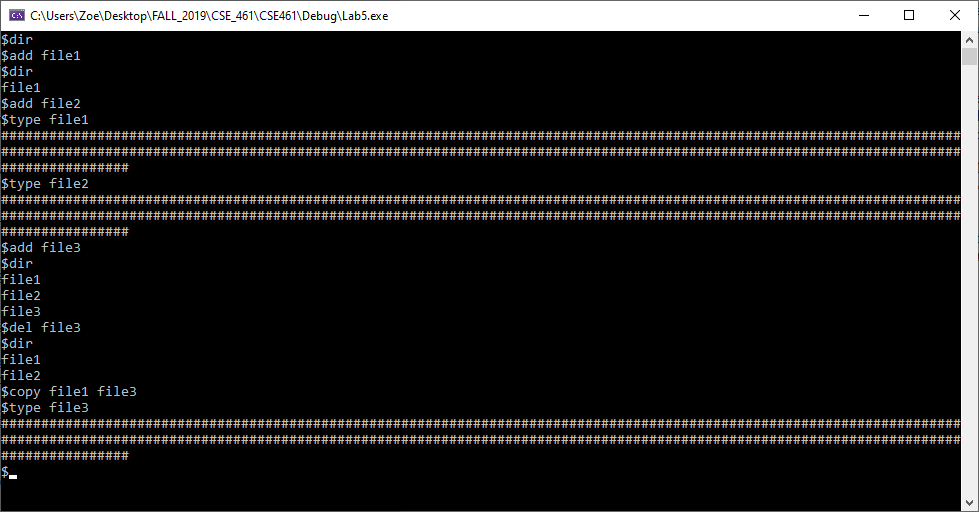 C:\Users\Zoe\Desktop\FALL_2019\CSE_461\CSE461\Debug\Lab5.exe
$dir
$add file1
$dir
file1
$add file2
$type file1
########################################################################################################################
########################################################################################################################
################
$type file2
########################################################################################################################
########################################################################################################################
################
$add file3
$dir
file1
file2
file3
$del file3
$dir
file1
file2
$copy file1 file3
$type file3
########################################################################################################################
########################################################################################################################
################
$